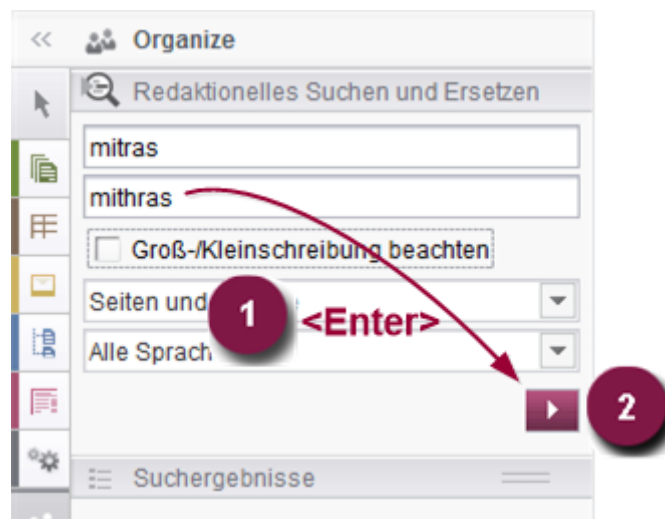 Organize
Redaktionelles Suchen und Ersetzen
mitras
mithras
Groß-/Kleinschreibung beachten
Seiten und
1 <Enter>
Alle Sprach
2
Suchergebnisse